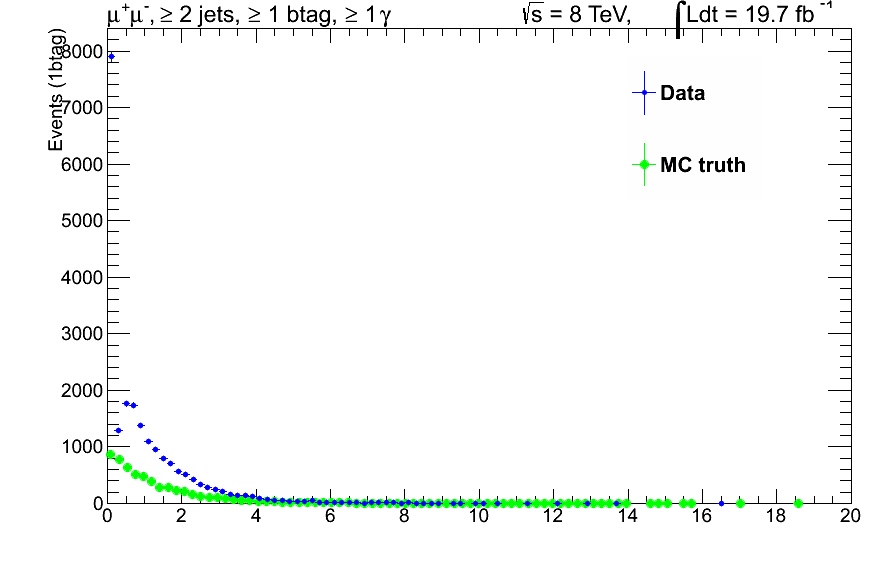 μ⁺μ⁻, ≥ 2 jets, ≥ 1 btag, ≥ 1 γ
√s = 8 TeV, ∫Ldt = 19.7 fb⁻¹
Events (1btag)
8000
7000
6000
5000
4000
3000
2000
1000
0
Data
MC truth
0 2 4 6 8 10 12 14 16 18 20